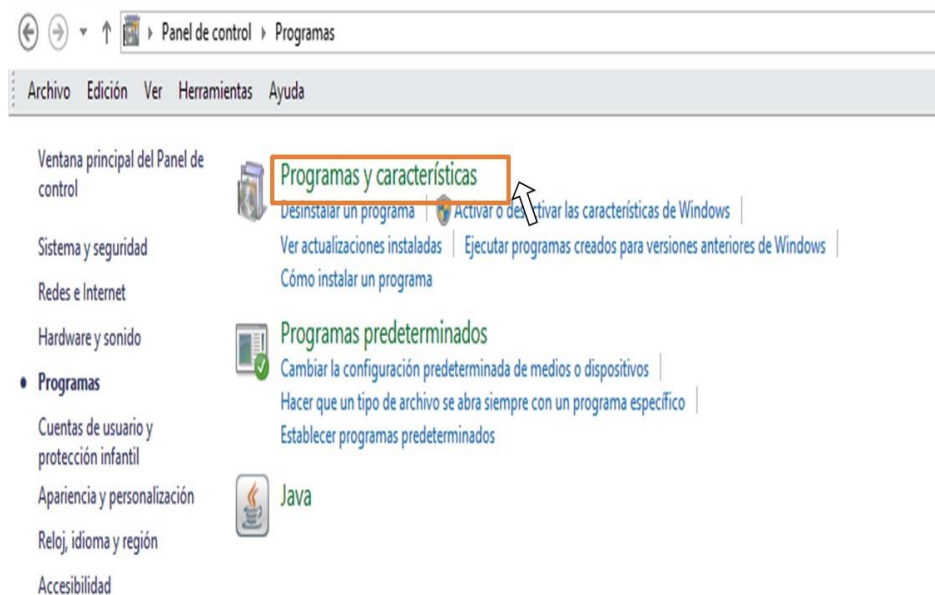 Panel de control Programas
Archivo Edición Ver Herramientas Ayuda
Ventana principal del Panel de
control
Sistema y seguridad
Redes e Internet
Hardware y sonido
Programas
Cuentas de usuario y
protección infantil
Apariencia y personalización
Reloj, idioma y región
Accesibilidad
Programas y características
Desinstalar un programa Activar o desactivar las características de Windows
Ver actualizaciones instaladas Ejecutar programas creados para versiones anteriores de Windows
Cómo instalar un programa
Programas predeterminados
Cambiar la configuración predeterminada de medios o dispositivos
Hacer que un tipo de archivo se abra siempre con un programa específico
Establecer programas predeterminados
Java